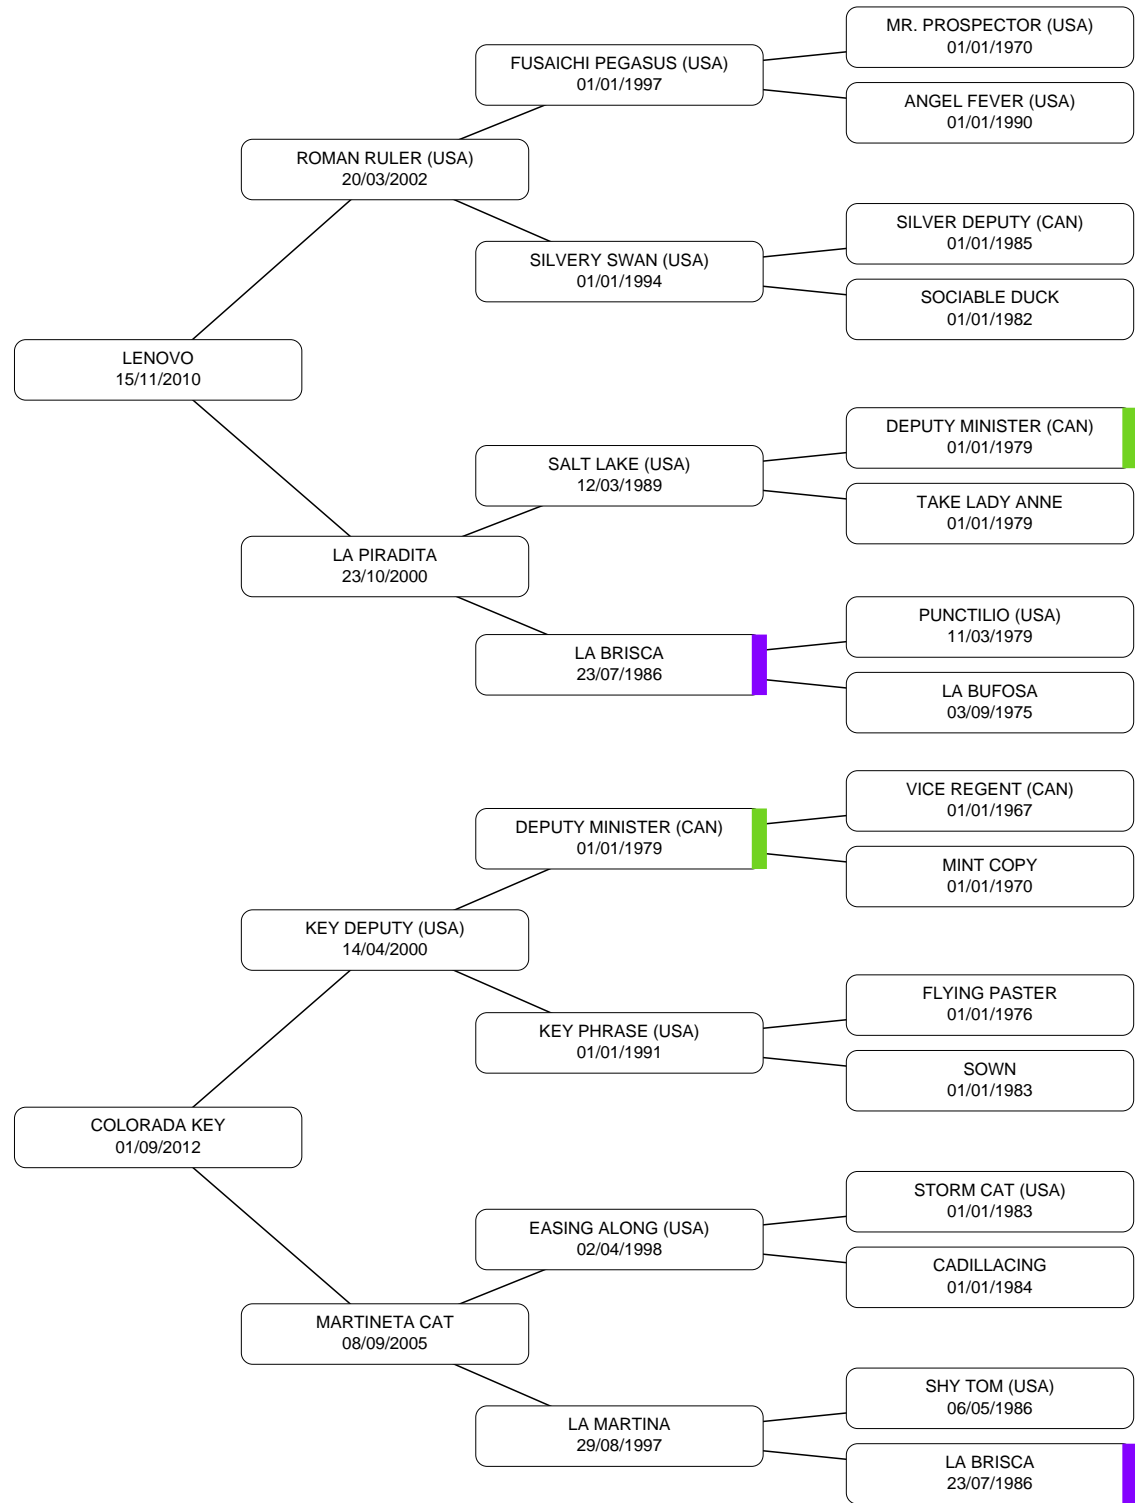 MR. PROSPECTOR (USA)
01/01/1970
FUSAICHI PEGASUS (USA)
01/01/1997
ANGEL FEVER (USA)
01/01/1990
ROMAN RULER (USA)
20/03/2002
SILVER DEPUTY (CAN)
01/01/1985
SILVERY SWAN (USA)
01/01/1994
SOCIABLE DUCK
01/01/1982
LENOVO
15/11/2010
DEPUTY MINISTER (CAN)
01/01/1979
SALT LAKE (USA)
12/03/1989
TAKE LADY ANNE
01/01/1979
LA PIRADITA
23/10/2000
PUNCTILIO (USA)
11/03/1979
LA BRISCA
23/07/1986
LA BUFOSA
03/09/1975
VICE REGENT (CAN)
01/01/1967
DEPUTY MINISTER (CAN)
01/01/1979
MINT COPY
01/01/1970
KEY DEPUTY (USA)
14/04/2000
FLYING PASTER
01/01/1976
KEY PHRASE (USA)
01/01/1991
SOWN
01/01/1983
COLORADA KEY
01/09/2012
STORM CAT (USA)
01/01/1983
EASING ALONG (USA)
02/04/1998
CADILLACING
01/01/1984
MARTINETA CAT
08/09/2005
SHY TOM (USA)
06/05/1986
LA MARTINA
29/08/1997
LA BRISCA
23/07/1986